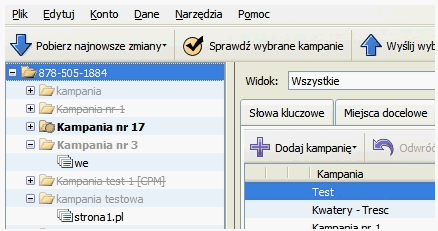 Plik Edytuj Konto Dane Narzędzia Pomoc
Pobierz najnowsze zmiany Sprawdź wybrane kampanie Wyślij
878-505-1884
kampania
Kampania nr 1
Kampania nr 17
Kampania nr 3
we
Kampania test 1 [CPM]
kampania testowa
strona1.pl
Widok: Wszystkie
Słowa kluczowe Miejsca docelowe
Dodaj kampanię Odwróć
Kampania
Test
Kwatery - Tresc
Kampania nr 1